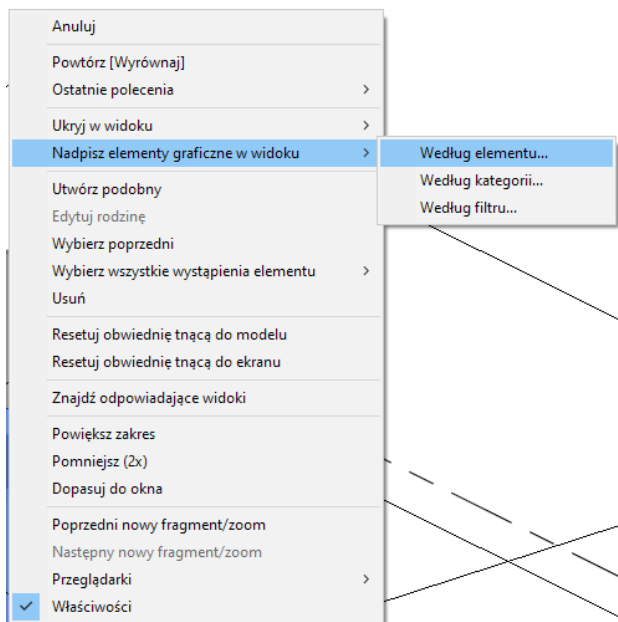 Anuluj
Powtórz [Wyrównaj]
Ostatnie polecenia
Ukryj w widoku
Nadpisz elementy graficzne w widoku
Według elementu...
Według kategorii...
Według filtru...
Utwórz podobny
Edytuj rodzinę
Wybierz poprzedni
Wybierz wszystkie wystąpienia elementu
Usuń
Resetuj obwiednię tnącą do modelu
Resetuj obwiednię tnącą do ekranu
Znajdź odpowiadające widoki
Powiększ zakres
Pomniejsz (2x)
Dopasuj do okna
Poprzedni nowy fragment/zoom
Następny nowy fragment/zoom
Przeglądarki
Właściwości